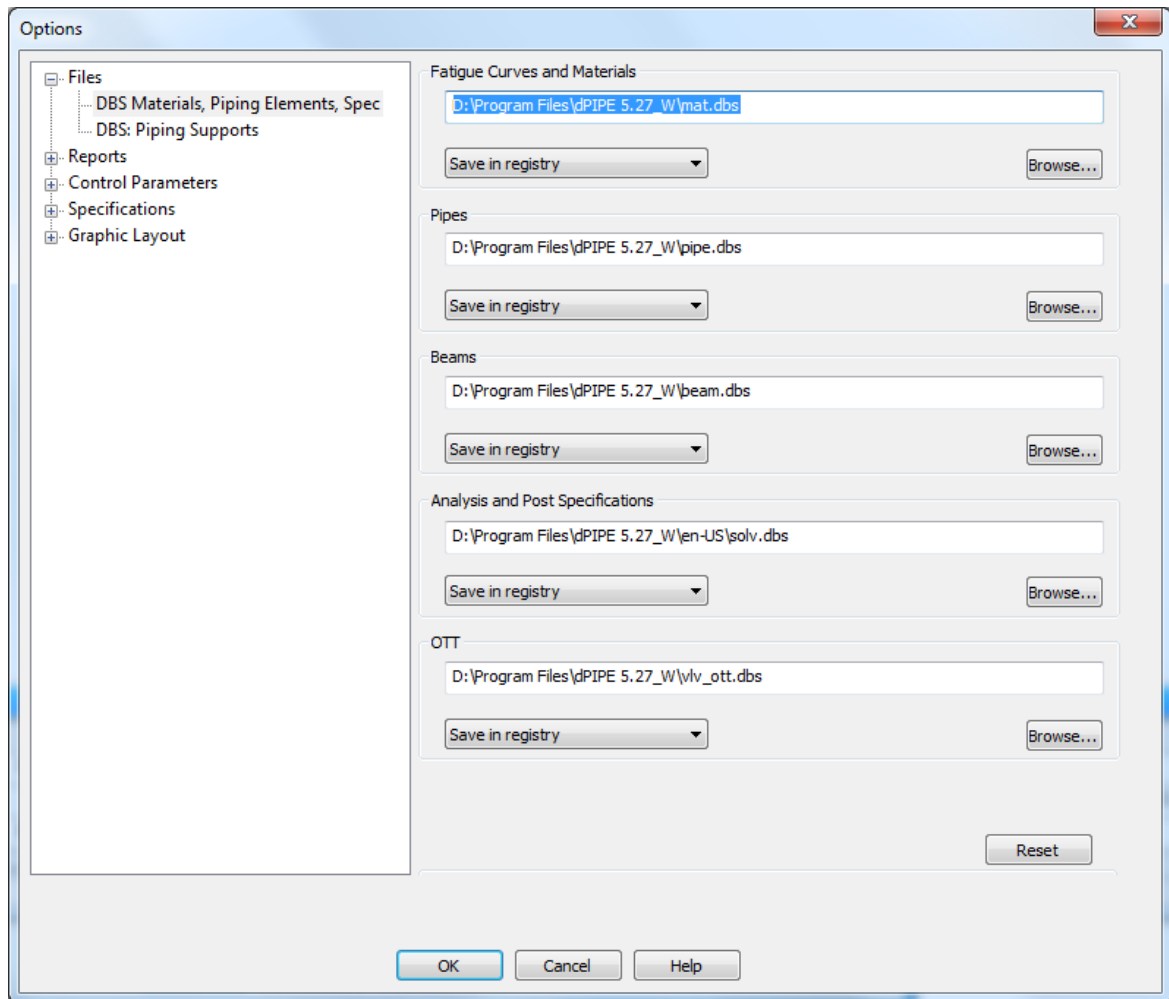 Options
Files
DBS Materials, Piping Elements, Spec
DBS: Piping Supports
Reports
Control Parameters
Specifications
Graphic Layout
Fatigue Curves and Materials
D:\Program Files\dPIPE 5.27_W\mat.dbs
Save in registry
Browse...
Pipes
D:\Program Files\dPIPE 5.27_W\pipe.dbs
Save in registry
Browse...
Beams
D:\Program Files\dPIPE 5.27_W\beam.dbs
Save in registry
Browse...
Analysis and Post Specifications
D:\Program Files\dPIPE 5.27_W\en-US\solv.dbs
Save in registry
Browse...
OTT
D:\Program Files\dPIPE 5.27_W\vlv_ott.dbs
Save in registry
Browse...
Reset
OK Cancel Help